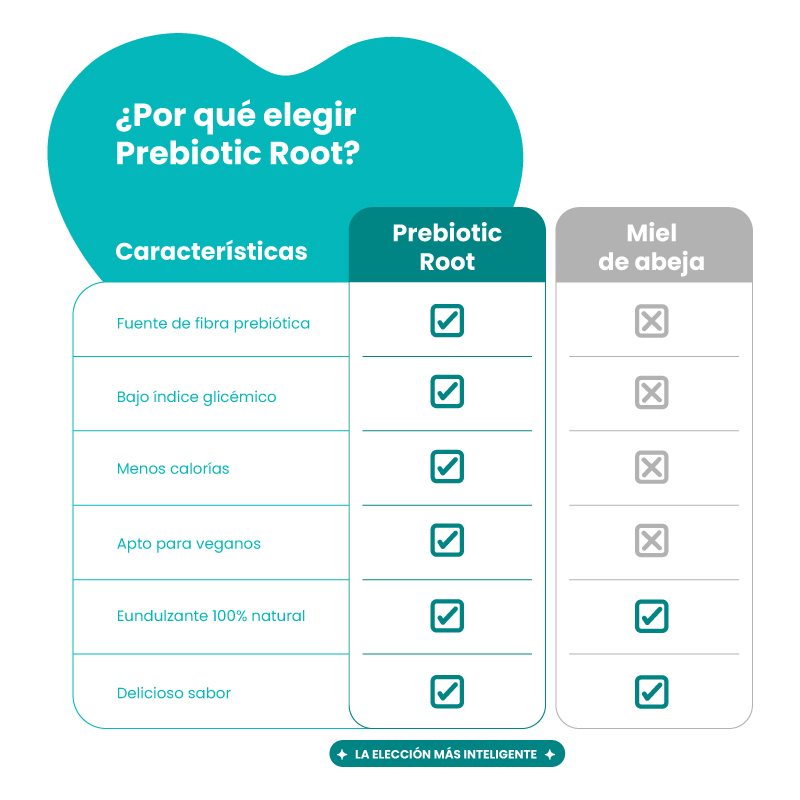 ¿Por qué elegir
Prebiotic Root?
Características
Prebiotic
Root
Miel
de abeja
Fuente de fibra prebiótica
Bajo índice glicémico
Menos calorías
Apto para veganos
Eundulzante 100% natural
Delicioso sabor
LA ELECCIÓN MÁS INTELIGENTE